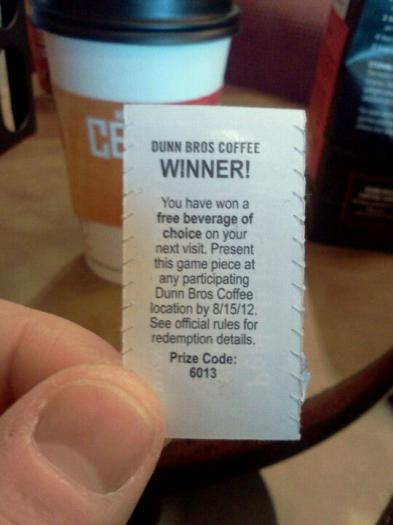 DUNN BROS COFFEE
WINNER!
You have won a
free beverage of
choice on your
next visit. Present
this game piece at
any participating
Dunn Bros Coffee
location by 8/15/12.
See official rules for
redemption details.
Prize Code:
6013